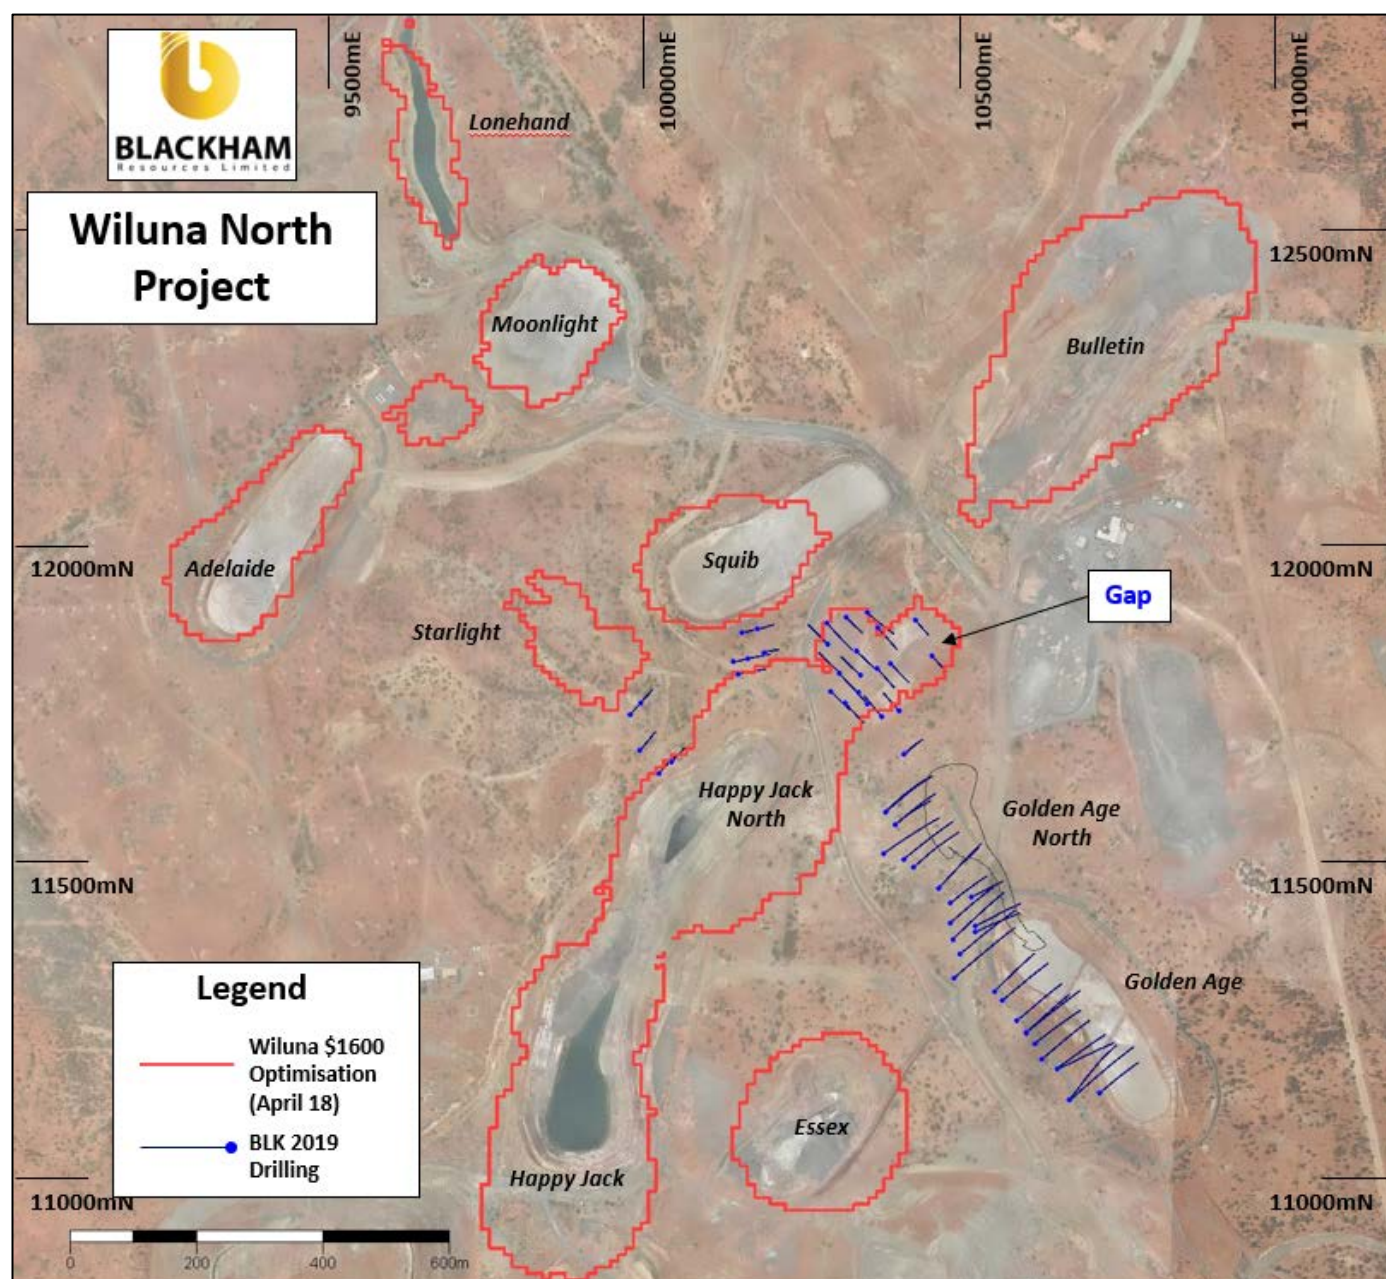 9500mE
10000mE
10500mE
11000mE
BLACKHAM
Resources Limited
Lonehand
Wiluna North
Project
12500mN
Moonlight
Bulletin
Squib
12000mN
Adelaide
12000mN
Gap
Starlight
Happy Jack
North
Golden Age
North
11500mN
11500mN
Legend
Wiluna $1600
Optimisation
(April 18)
BLK 2019
Drilling
Golden Age
Essex
Happy Jack
11000mN
11000mN
0
200
400
600m